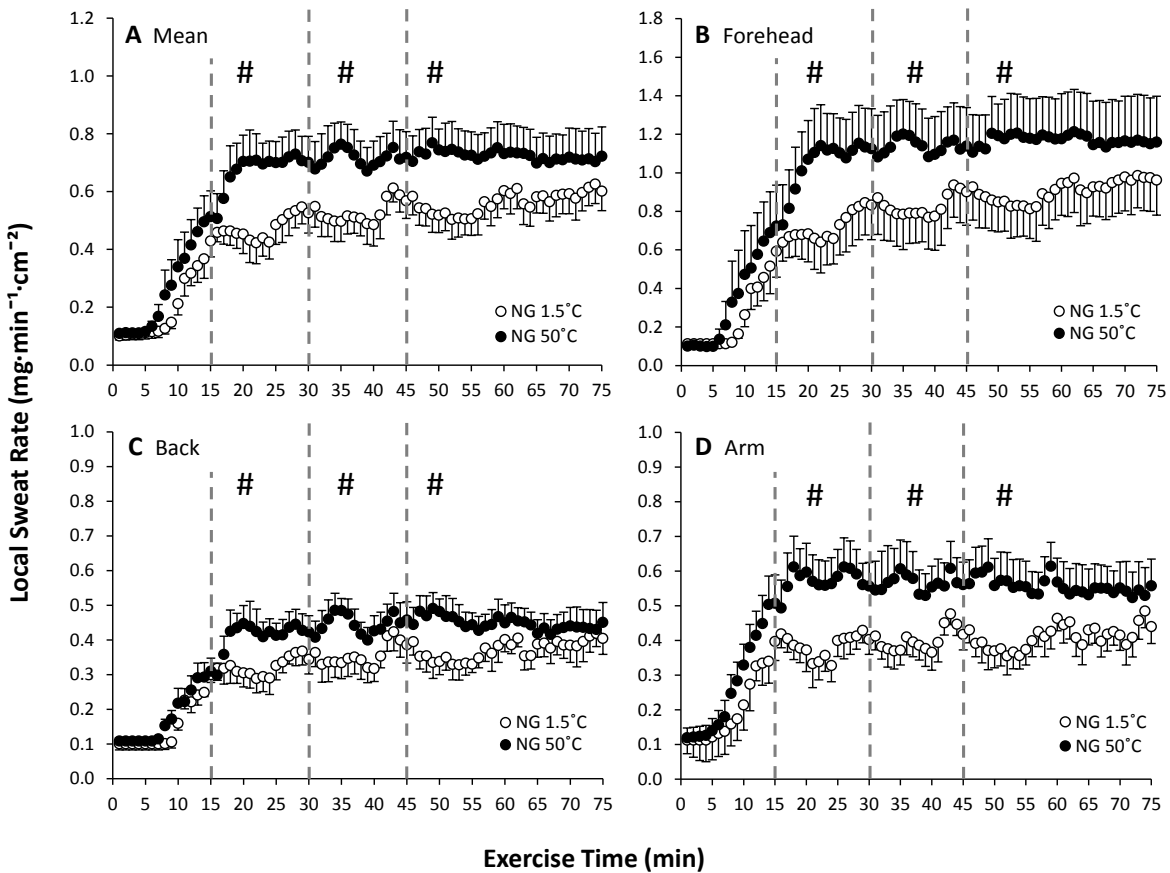 Local Sweat Rate (mg·min⁻¹·cm⁻²)
A Mean
1.2
1.0
0.8
0.6
0.4
0.2
0.0
# # #
NG 1.5˚C
NG 50˚C
0 5 10 15 20 25 30 35 40 45 50 55 60 65 70 75
B Forehead
1.8
1.6
1.4
1.2
1.0
0.8
0.6
0.4
0.2
0.0
# # #
NG 1.5˚C
NG 50˚C
0 5 10 15 20 25 30 35 40 45 50 55 60 65 70 75
C Back
1.0
0.9
0.8
0.7
0.6
0.5
0.4
0.3
0.2
0.1
0.0
# # #
NG 1.5˚C
NG 50˚C
0 5 10 15 20 25 30 35 40 45 50 55 60 65 70 75
D Arm
1.0
0.9
0.8
0.7
0.6
0.5
0.4
0.3
0.2
0.1
0.0
# # #
NG 1.5˚C
NG 50˚C
0 5 10 15 20 25 30 35 40 45 50 55 60 65 70 75
Exercise Time (min)